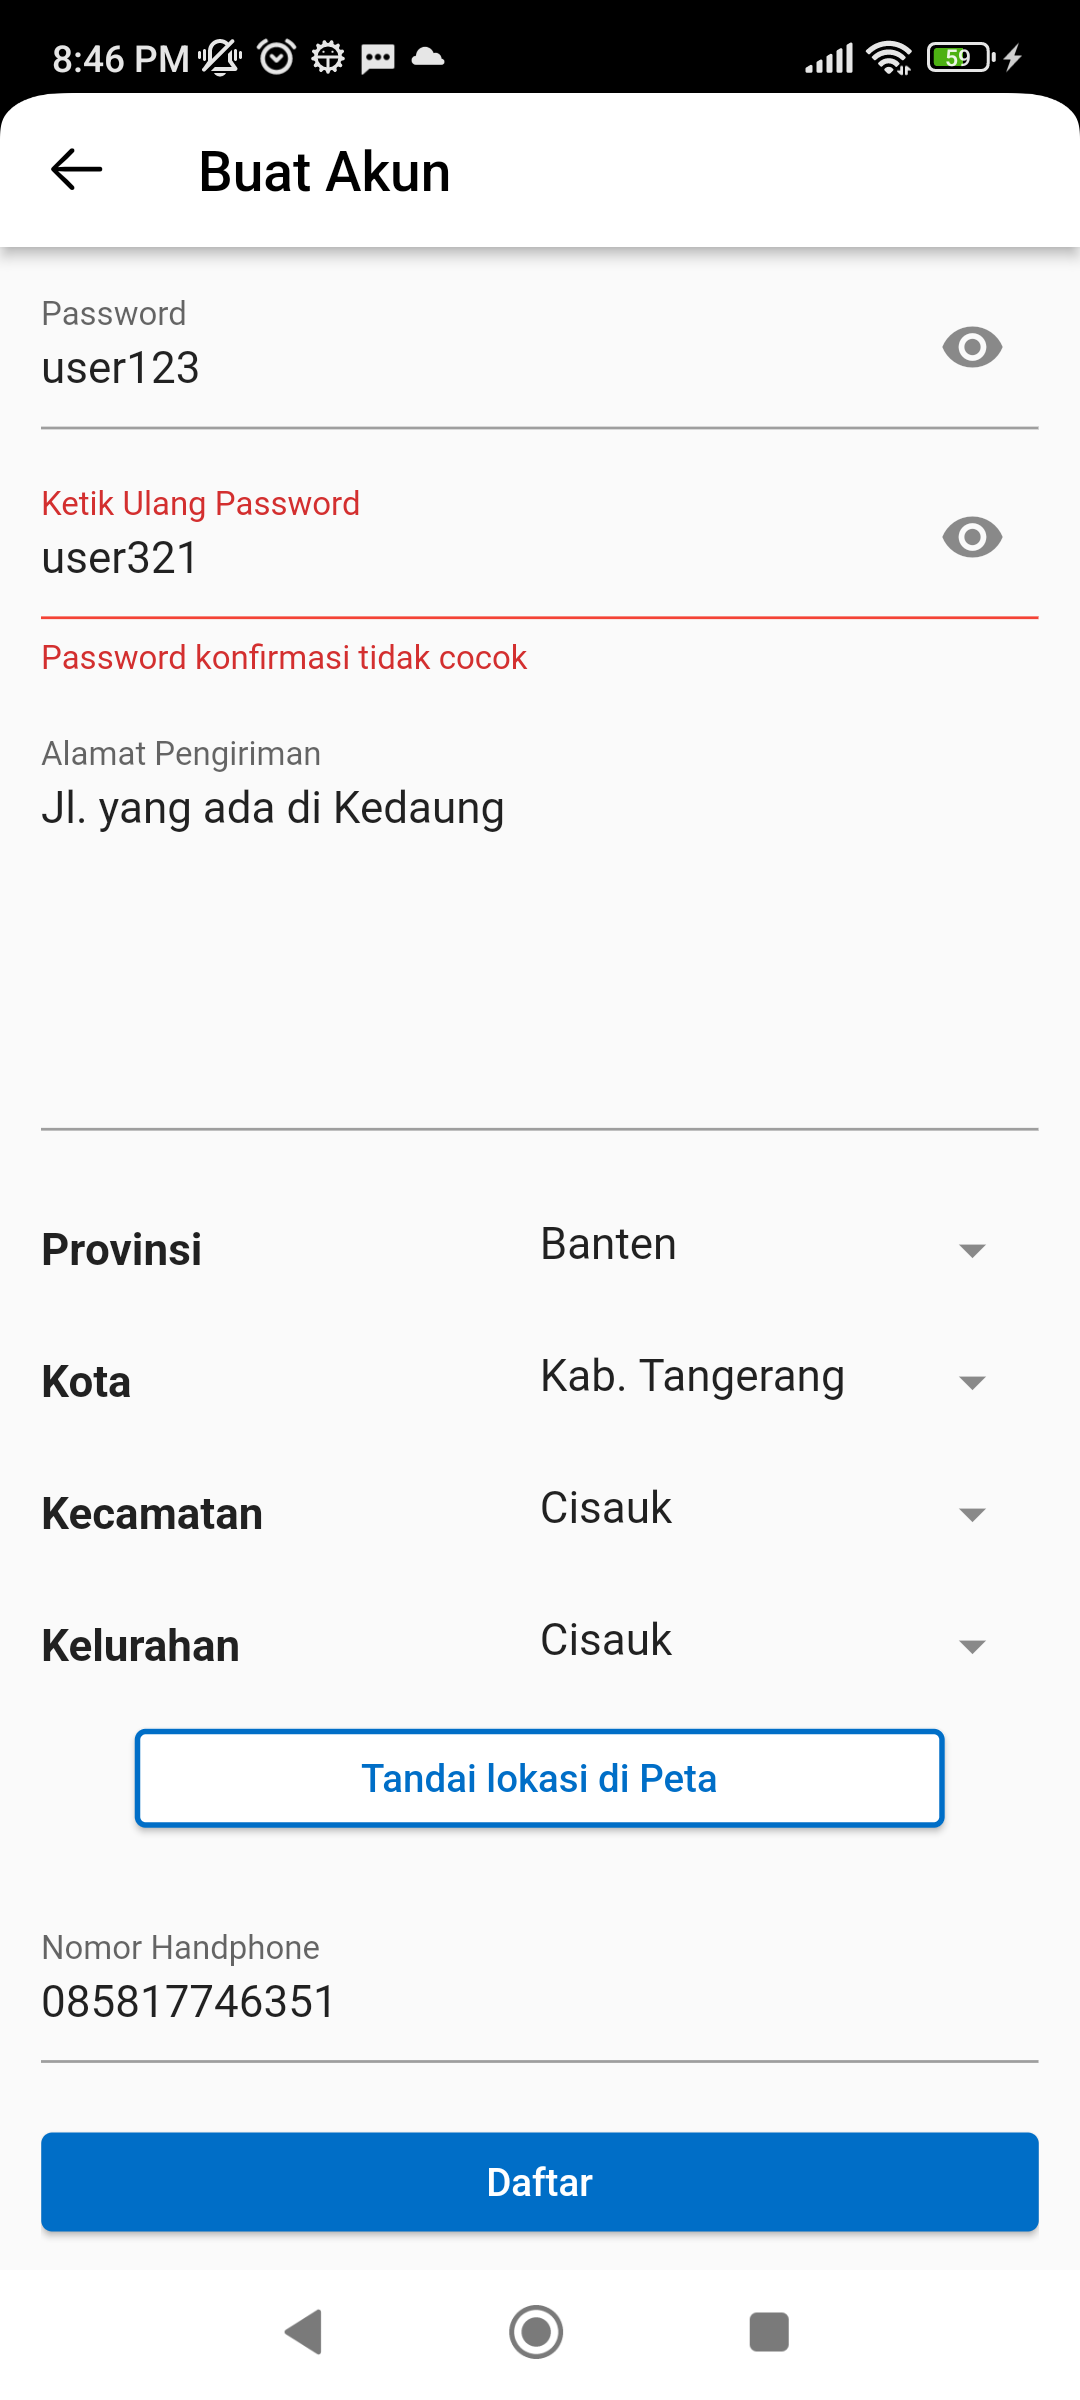 8:46 PM
59
Buat Akun
Password
user123
Ketik Ulang Password
user321
Password konfirmasi tidak cocok
Alamat Pengiriman
Jl. yang ada di Kedaung
Provinsi Banten
Kota Kab. Tangerang
Kecamatan Cisauk
Kelurahan Cisauk
Tandai lokasi di Peta
Nomor Handphone
085817746351
Daftar